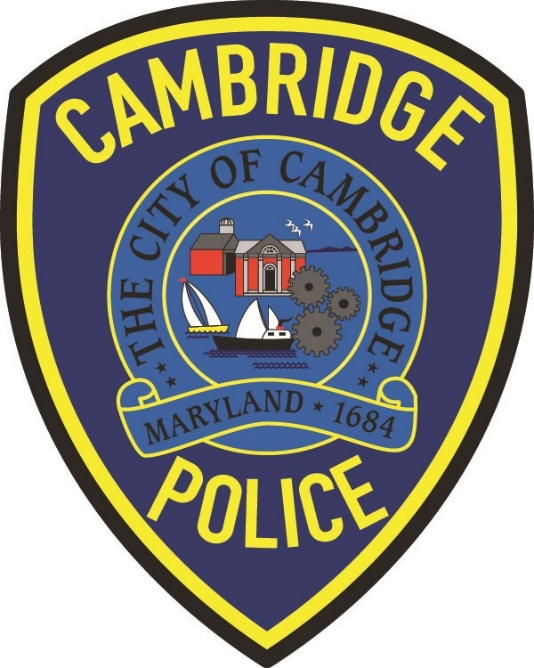 CAMBRIDGE
THE CITY OF CAMBRIDGE
MARYLAND ★ 1684
POLICE